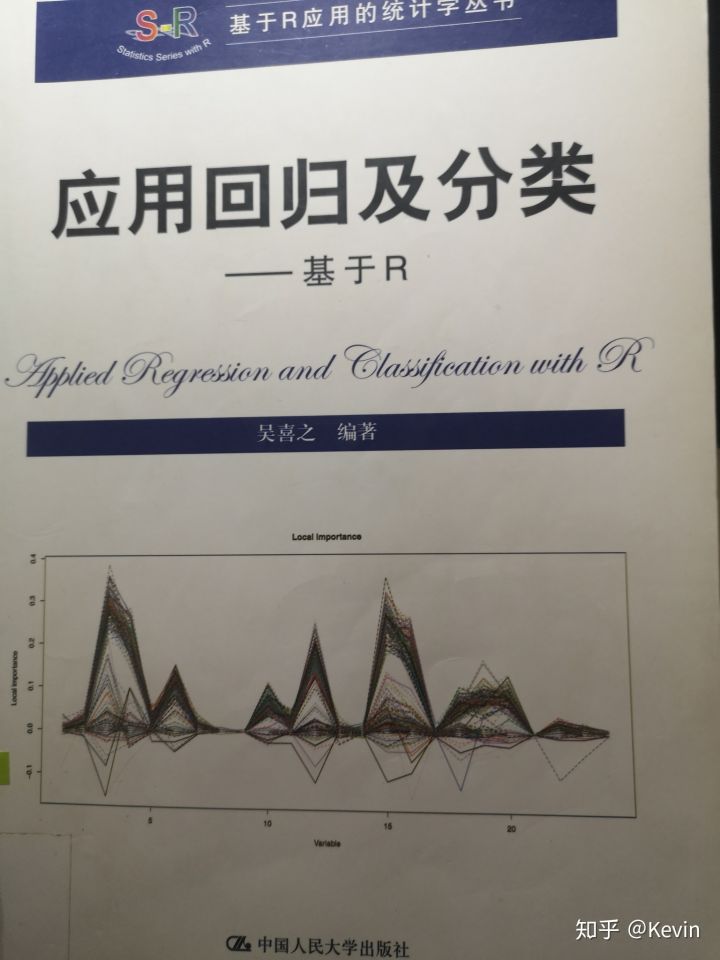 S-R
Statistics Series with R
基于R应用的统计学丛书
应用回归及分类
——基于R
Applied Regression and Classification with R
吴喜之 编著
Local Importance
Local Importance
0.4
0.3
0.2
0.1
0.0
-0.1
5
10
15
20
Variable
中国人民大学出版社
知乎 @Kevin